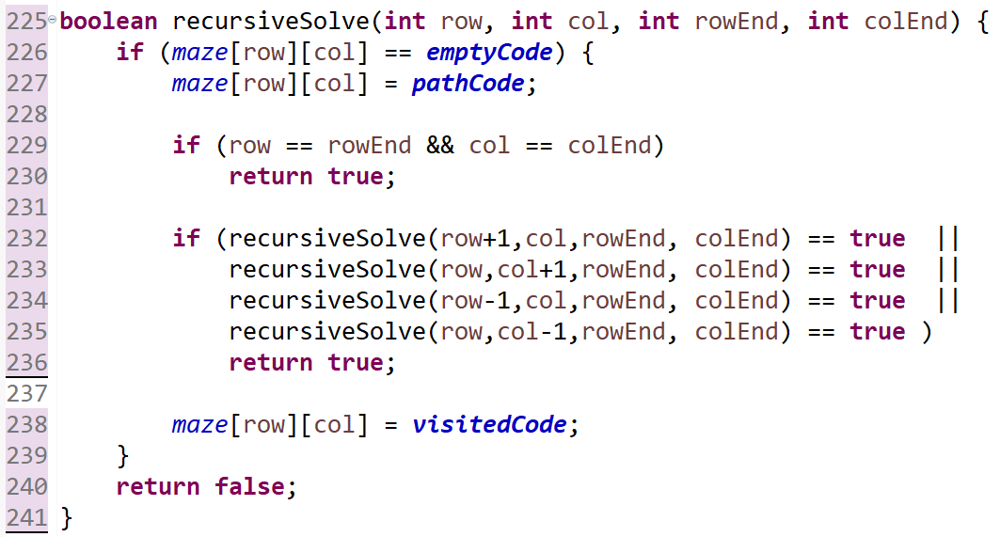 225 boolean recursiveSolve(int row, int col, int rowEnd, int colEnd) {
226     if (maze[row][col] == emptyCode) {
227         maze[row][col] = pathCode;
228
229         if (row == rowEnd && col == colEnd)
230             return true;
231
232         if (recursiveSolve(row+1,col,rowEnd, colEnd) == true  ||
233             recursiveSolve(row,col+1,rowEnd, colEnd) == true  ||
234             recursiveSolve(row-1,col,rowEnd, colEnd) == true  ||
235             recursiveSolve(row,col-1,rowEnd, colEnd) == true )
236             return true;
237
238         maze[row][col] = visitedCode;
239     }
240     return false;
241 }